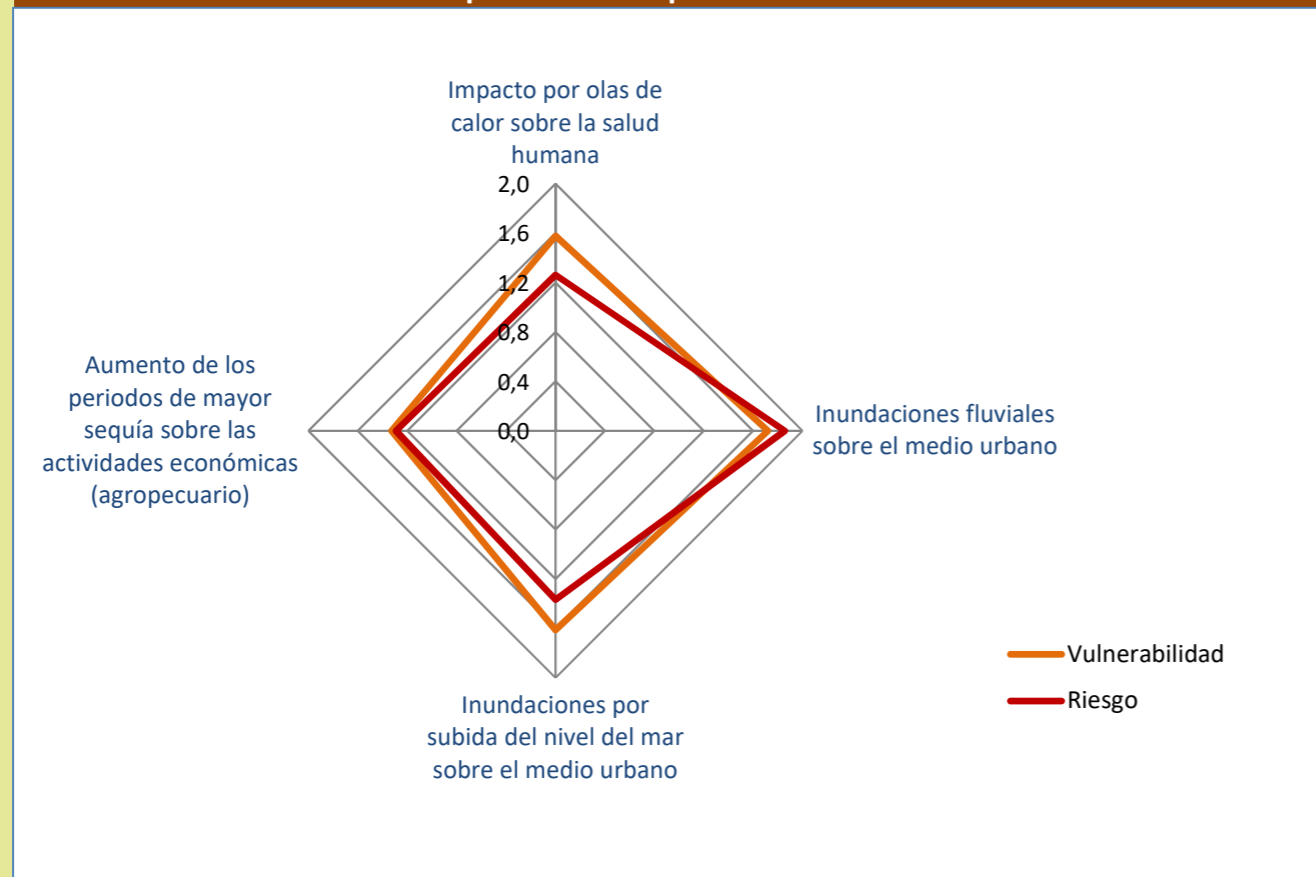 Impacto por olas de
calor sobre la salud
humana
2,0
1,6
1,2
0,8
0,4
0,0
Aumento de los
periodos de mayor
sequía sobre las
actividades económicas
(agropecuario)
Inundaciones fluviales
sobre el medio urbano
Inundaciones por
subida del nivel del mar
sobre el medio urbano
Vulnerabilidad
Riesgo